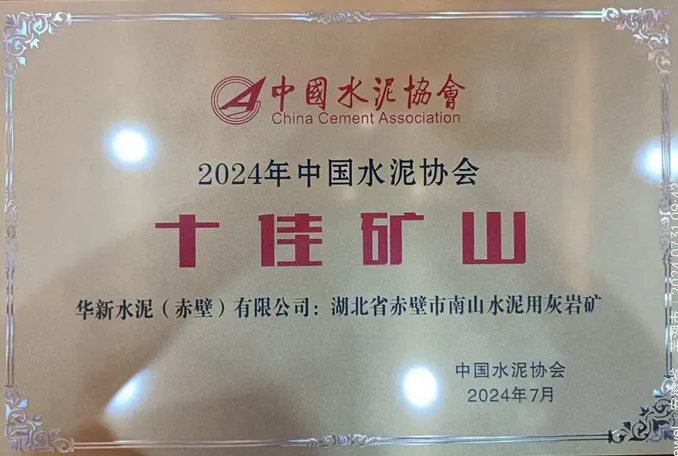 中國水泥協會
China Cement Association
2024年中国水泥协会
十佳矿山
华新水泥（赤壁）有限公司：湖北省赤壁市南山水泥用灰岩矿
中国水泥协会
2024年7月